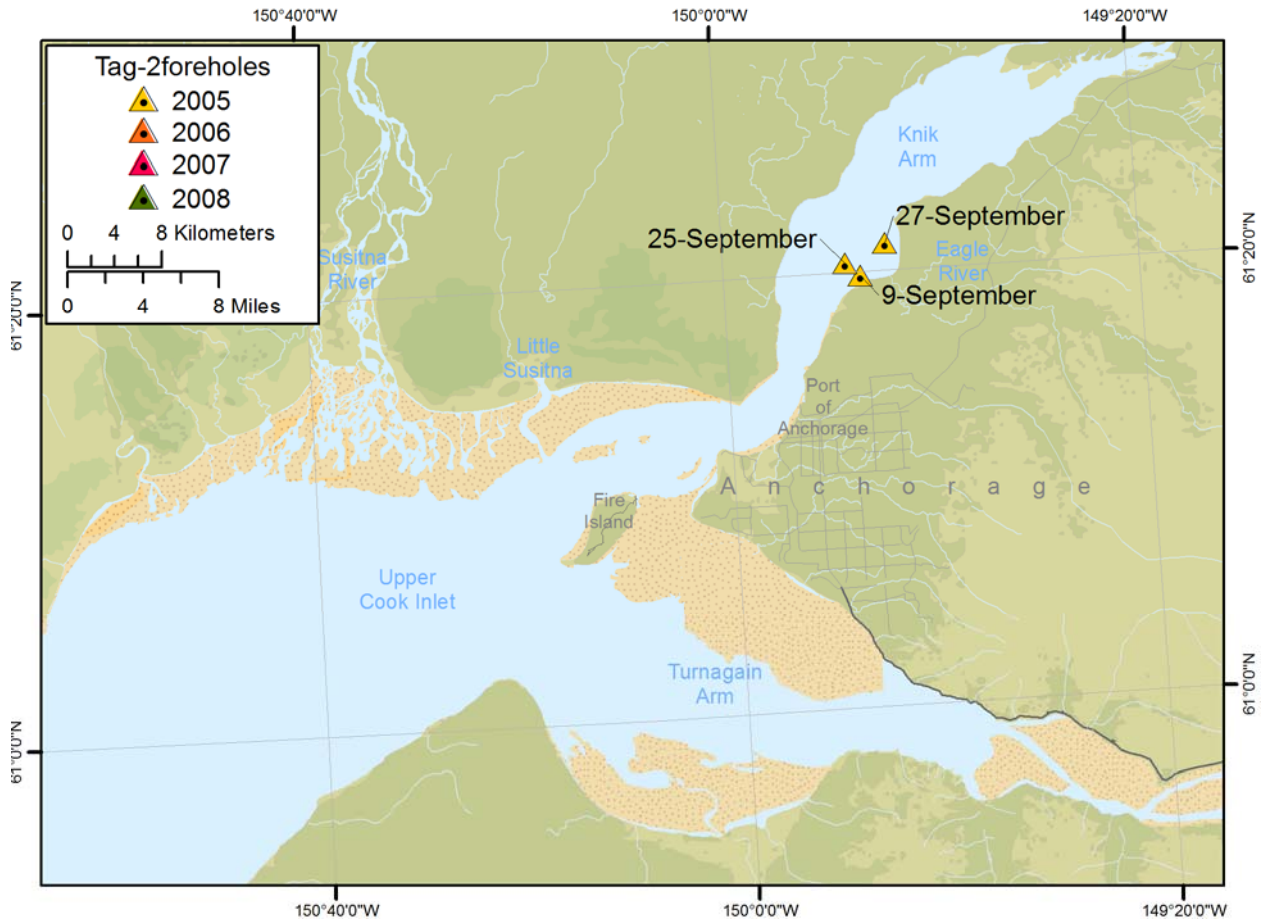 150°40'0"W
150°0'0"W
149°20'0"W
Tag-2foreholes
2005
2006
2007
2008
0 4 8 Kilometers
0 4 8 Miles
Susitna
River
Knik
Arm
27-September
25-September
Eagle
River
9-September
61°20'0"N
61°20'0"N
Little
Susitna
Port
of
Anchorage
Anchorage
Fire
Island
Upper
Cook Inlet
Turnagain
Arm
61°0'0"N
61°0'0"N
150°40'0"W
150°0'0"W
149°20'0"W